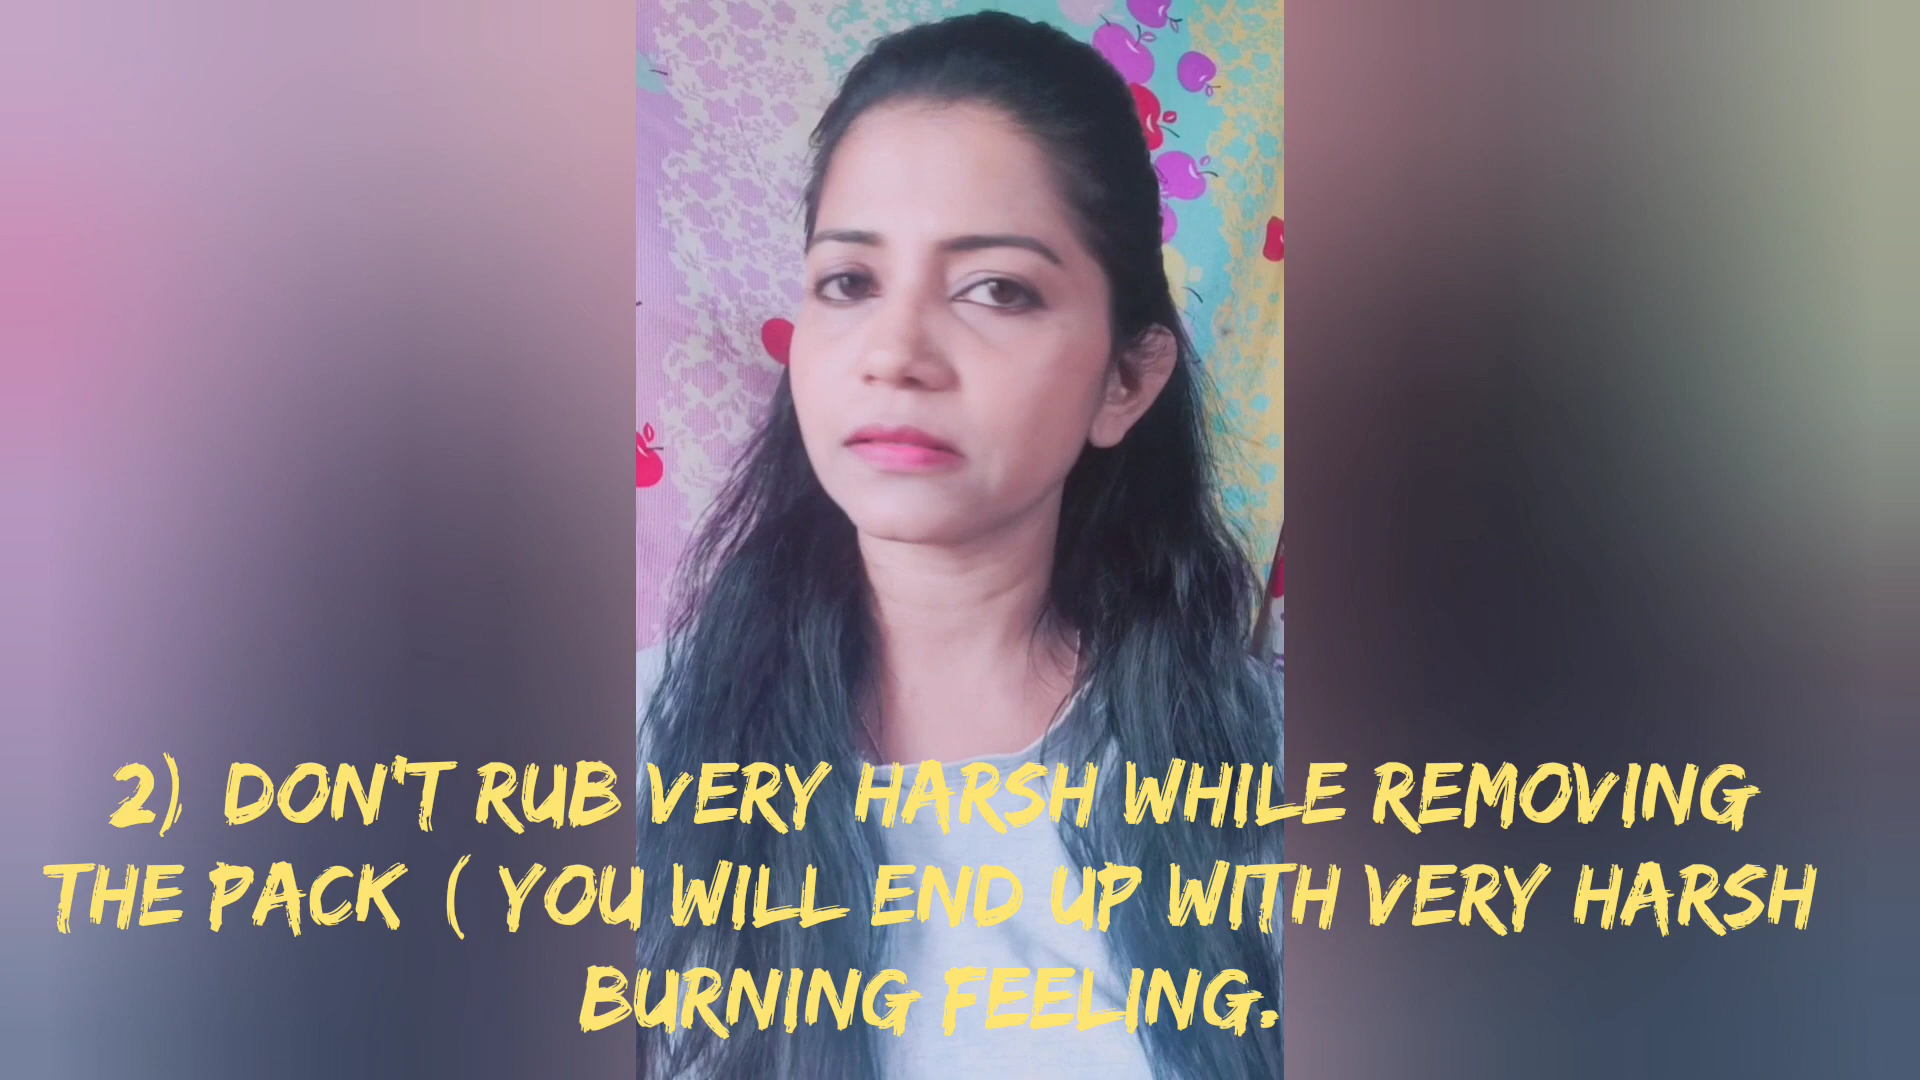 2) DON'T RUB VERY HARSH WHILE REMOVING
THE PACK ( YOU WILL END UP WITH VERY HARSH
BURNING FEELING.